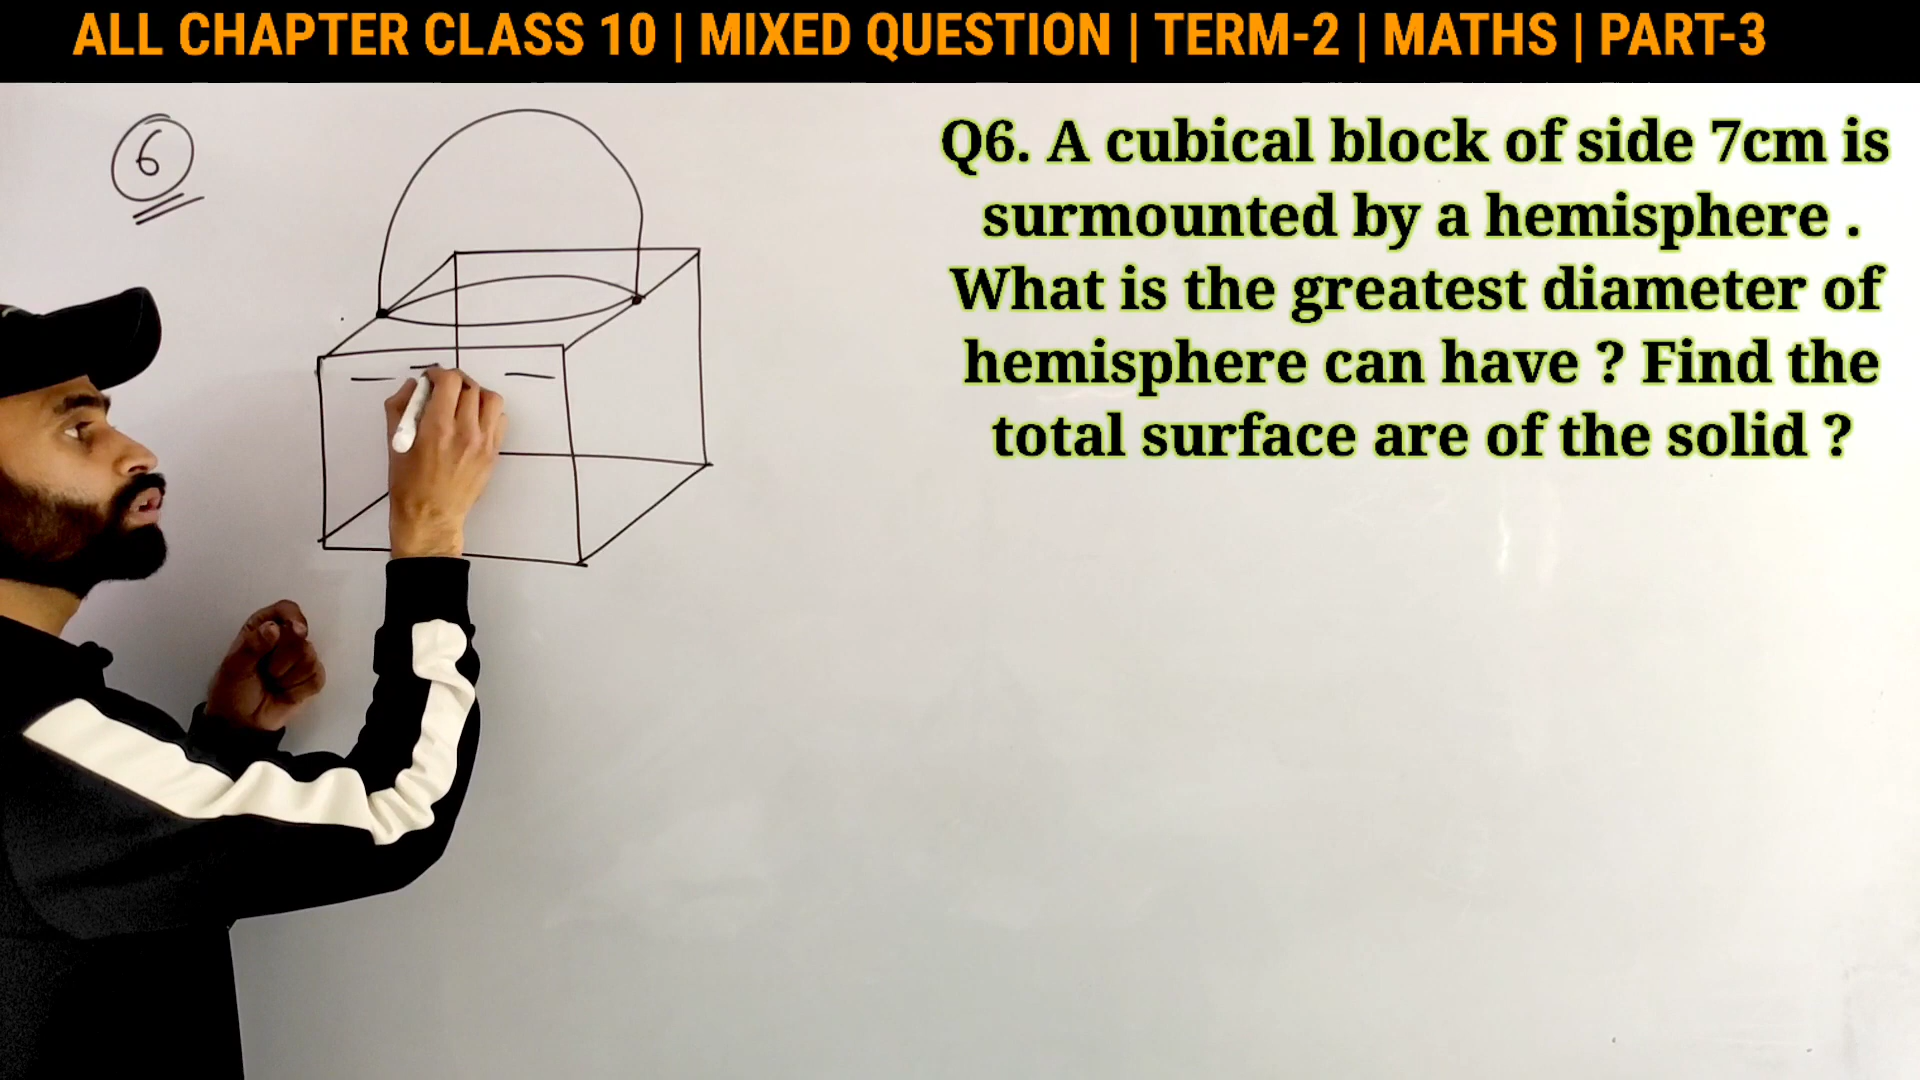 ALL CHAPTER CLASS 10 | MIXED QUESTION | TERM-2 | MATHS | PART-3
6
Q6. A cubical block of side 7cm is
surmounted by a hemisphere .
What is the greatest diameter of
hemisphere can have ? Find the
total surface are of the solid ?